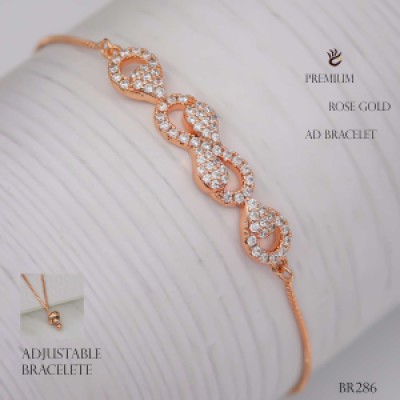 PREMIUM
ROSE GOLD
AD BRACELET
ADJUSTABLE
BRACELETE
BR286